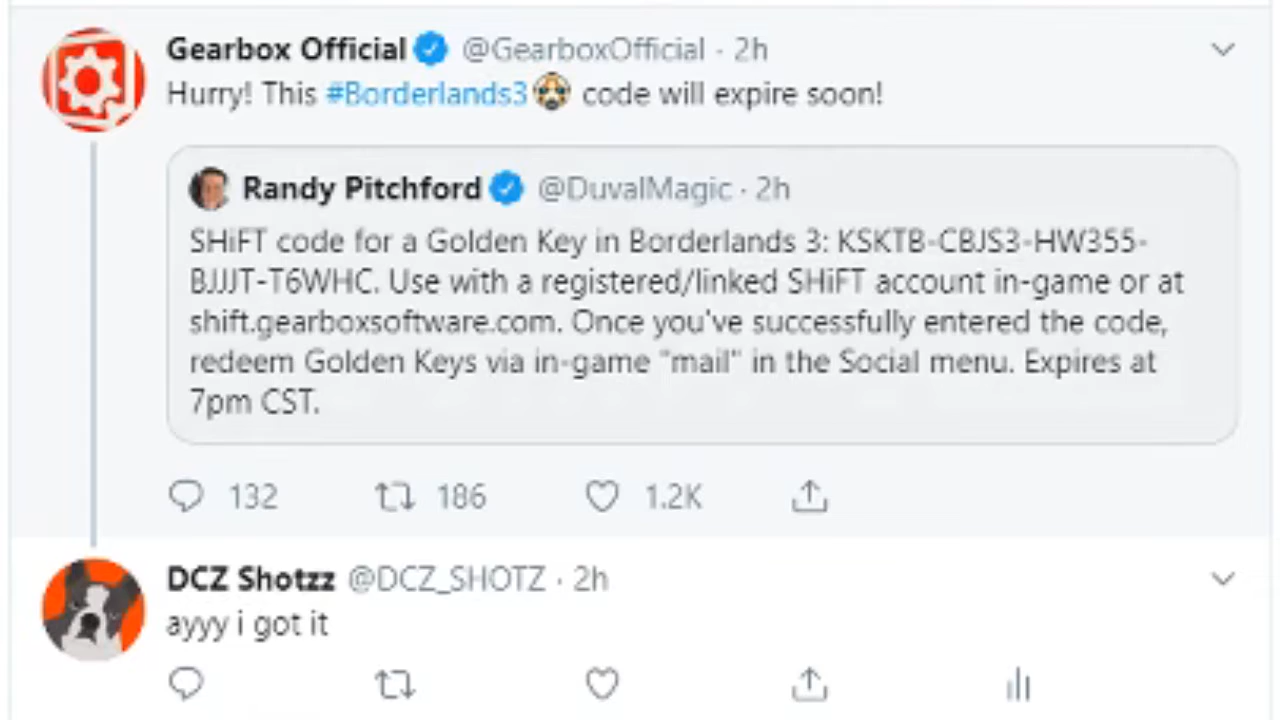 Gearbox Official @GearboxOfficial · 2h
Hurry! This #Borderlands3 code will expire soon!
Randy Pitchford @DuvalMagic · 2h
SHiFT code for a Golden Key in Borderlands 3: KSKTB-CBJS3-HW355-
BJJJT-T6WHC. Use with a registered/linked SHiFT account in-game or at
shift.gearboxsoftware.com. Once you've successfully entered the code,
redeem Golden Keys via in-game "mail" in the Social menu. Expires at
7pm CST.
132 186 1.2K
DCZ Shotzz @DCZ_SHOTZ · 2h
ayyy i got it